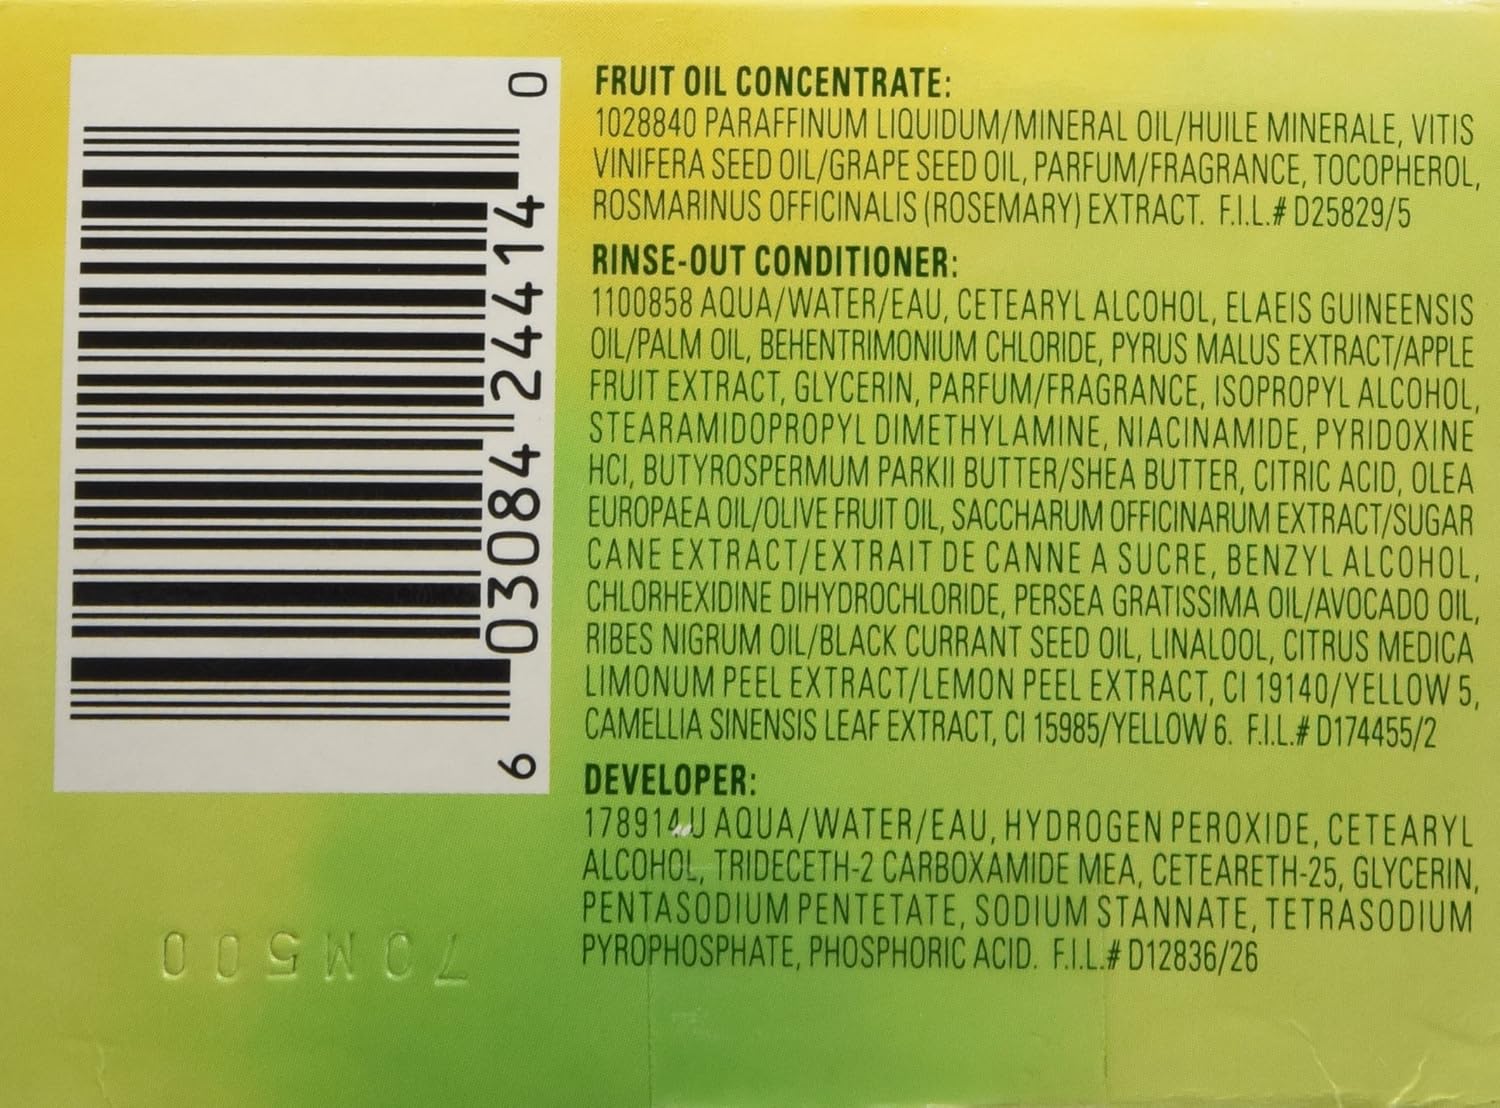 0
03084
24414
6
FRUIT OIL CONCENTRATE:
1028840 PARAFFINUM LIQUIDUM/MINERAL OIL/HUILE MINERALE, VITIS
VINIFERA SEED OIL/GRAPE SEED OIL, PARFUM/FRAGRANCE, TOCOPHEROL,
ROSMARINUS OFFICINALIS (ROSEMARY) EXTRACT. F.I.L.# D25829/5
RINSE-OUT CONDITIONER:
1100858 AQUA/WATER/EAU, CETEARYL ALCOHOL, ELAEIS GUINEENSIS
OIL/PALM OIL, BEHENTRIMONIUM CHLORIDE, PYRUS MALUS EXTRACT/APPLE
FRUIT EXTRACT, GLYCERIN, PARFUM/FRAGRANCE, ISOPROPYL ALCOHOL,
STEARAMIDOPROPYL DIMETHYLAMINE, NIACINAMIDE, PYRIDOXINE
HCI, BUTYROSPERMUM PARKII BUTTER/SHEA BUTTER, CITRIC ACID, OLEA
EUROPAEA OIL/OLIVE FRUIT OIL, SACCHARUM OFFICINARUM EXTRACT/SUGAR
CANE EXTRACT/EXTRAIT DE CANNE A SUCRE, BENZYL ALCOHOL,
CHLORHEXIDINE DIHYDROCHLORIDE, PERSEA GRATISSIMA OIL/AVOCADO OIL,
RIBES NIGRUM OIL/BLACK CURRANT SEED OIL, LINALOOL, CITRUS MEDICA
LIMONUM PEEL EXTRACT/LEMON PEEL EXTRACT, CI 19140/YELLOW 5,
CAMELLIA SINENSIS LEAF EXTRACT, CI 15985/YELLOW 6. F.I.L.# D174455/2
DEVELOPER:
178914 U AQUA/WATER/EAU, HYDROGEN PEROXIDE, CETEARYL
ALCOHOL, TRIDECETH-2 CARBOXAMIDE MEA, CETEARETH-25, GLYCERIN,
PENTASODIUM PENTETATE, SODIUM STANNATE, TETRASODIUM
PYROPHOSPHATE, PHOSPHORIC ACID. F.I.L.# D12836/26